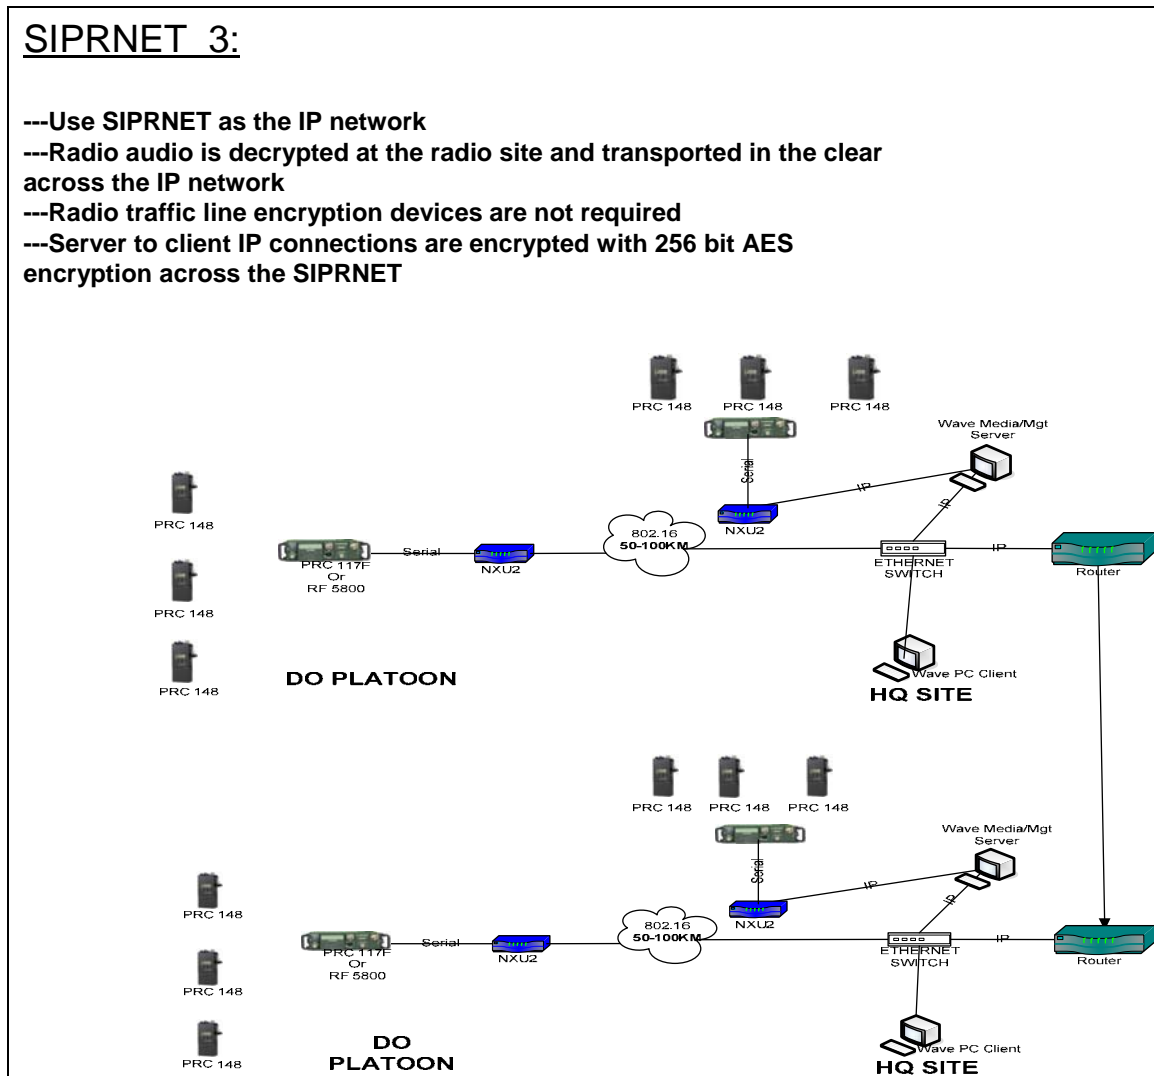 SIPRNET 3:
---Use SIPRNET as the IP network
---Radio audio is decrypted at the radio site and transported in the clear
across the IP network
---Radio traffic line encryption devices are not required
---Server to client IP connections are encrypted with 256 bit AES
encryption across the SIPRNET
PRC 148
PRC 148
PRC 148
Wave Media/Mgt
Server
Serial
IP
IP
PRC 148
NXU2
802.16
50-100KM
Serial
NXU2
IP
ETHERNET
SWITCH
Router
PRC 117F
Or
RF 5800
PRC 148
PRC 148
DO PLATOON
Wave PC Client
HQ SITE
PRC 148
PRC 148
PRC 148
Wave Media/Mgt
Server
Serial
IP
IP
PRC 148
NXU2
802.16
50-100KM
Serial
NXU2
IP
ETHERNET
SWITCH
Router
PRC 117F
Or
RF 5800
PRC 148
PRC 148
DO
PLATOON
Wave PC Client
HQ SITE